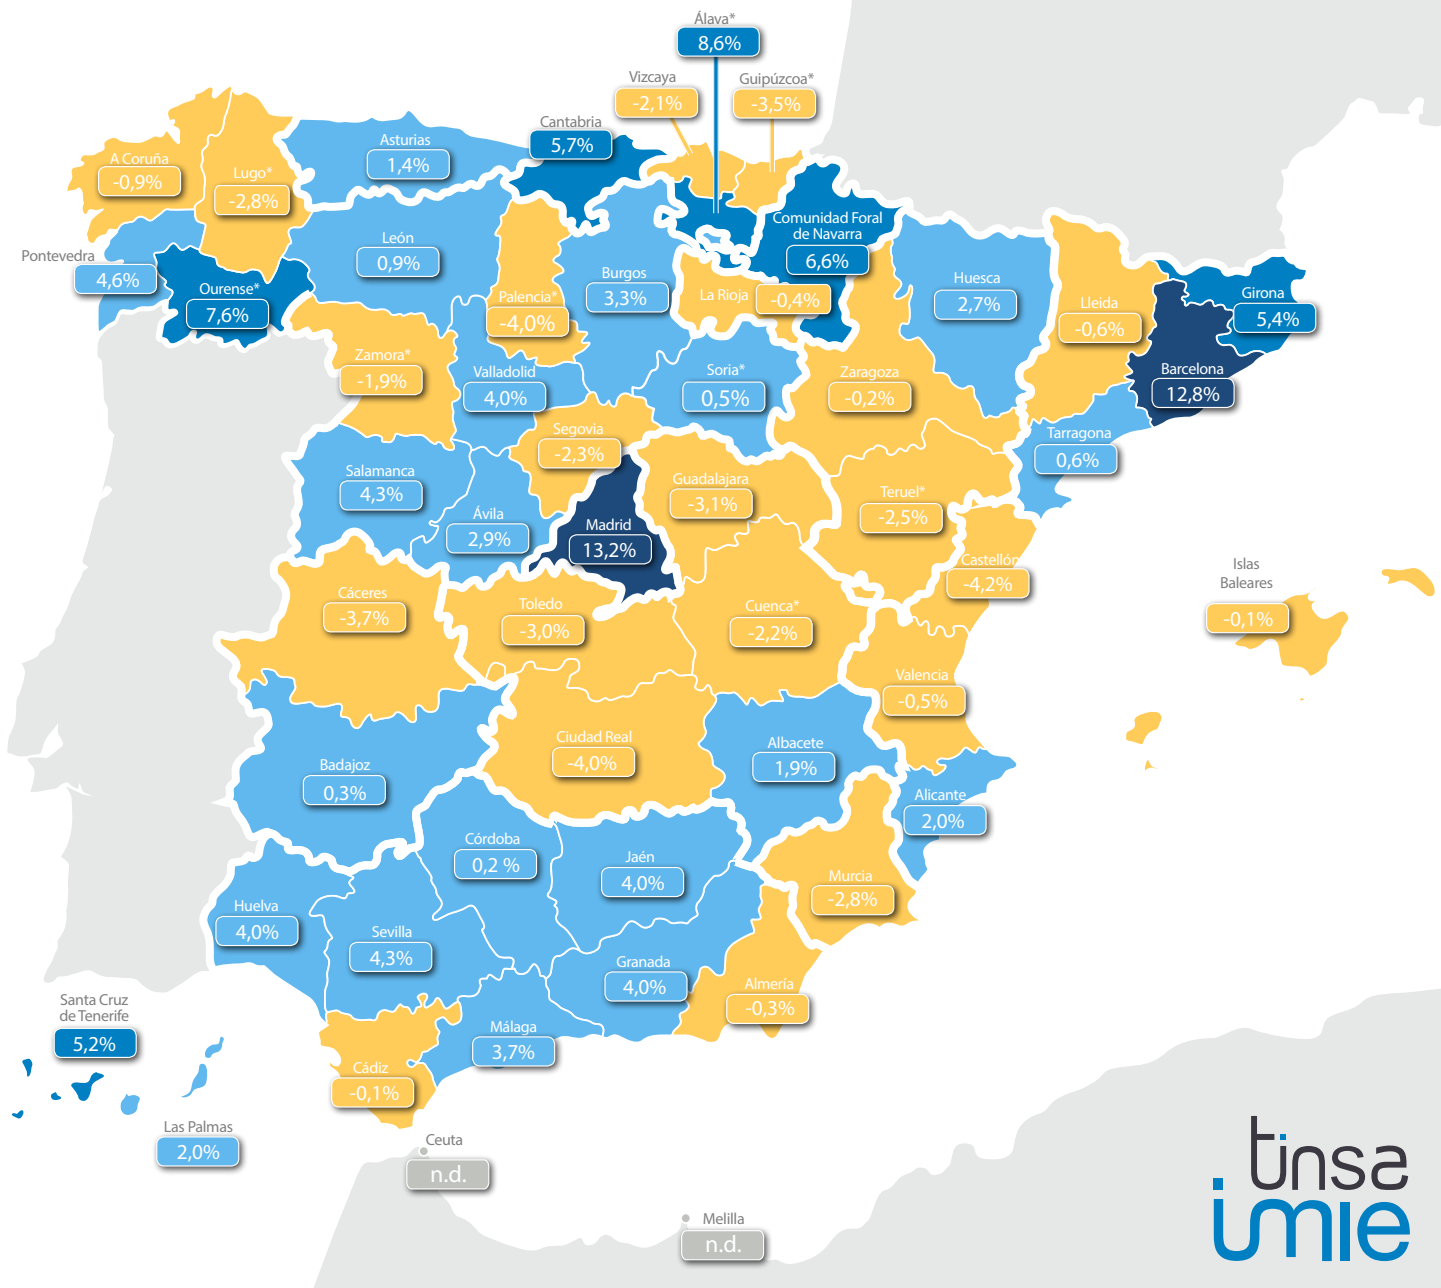 Álava*
8,6%
Vizcaya
-2,1%
Guipúzcoa*
-3,5%
Cantabria
5,7%
Asturias
1,4%
A Coruña
-0,9%
Lugo*
-2,8%
Pontevedra
4,6%
Ourense*
7,6%
León
0,9%
Palencia*
-4,0%
Burgos
3,3%
La Rioja
-0,4%
Comunidad Foral
de Navarra
6,6%
Huesca
2,7%
Lleida
-0,6%
Girona
5,4%
Barcelona
12,8%
Zamora*
-1,9%
Valladolid
4,0%
Soria*
0,5%
Zaragoza
-0,2%
Tarragona
0,6%
Segovia
-2,3%
Salamanca
4,3%
Ávila
2,9%
Madrid
13,2%
Guadalajara
-3,1%
Teruel*
-2,5%
Castellón
-4,2%
Islas
Baleares
-0,1%
Cáceres
-3,7%
Toledo
-3,0%
Cuenca*
-2,2%
Valencia
-0,5%
Badajoz
0,3%
Ciudad Real
-4,0%
Albacete
1,9%
Alicante
2,0%
Córdoba
0,2 %
Jaén
4,0%
Murcia
-2,8%
Huelva
4,0%
Sevilla
4,3%
Granada
4,0%
Almería
-0,3%
Málaga
3,7%
Cádiz
-0,1%
Santa Cruz
de Tenerife
5,2%
Las Palmas
2,0%
Ceuta
n.d.
Melilla
n.d.
tinsa
imie